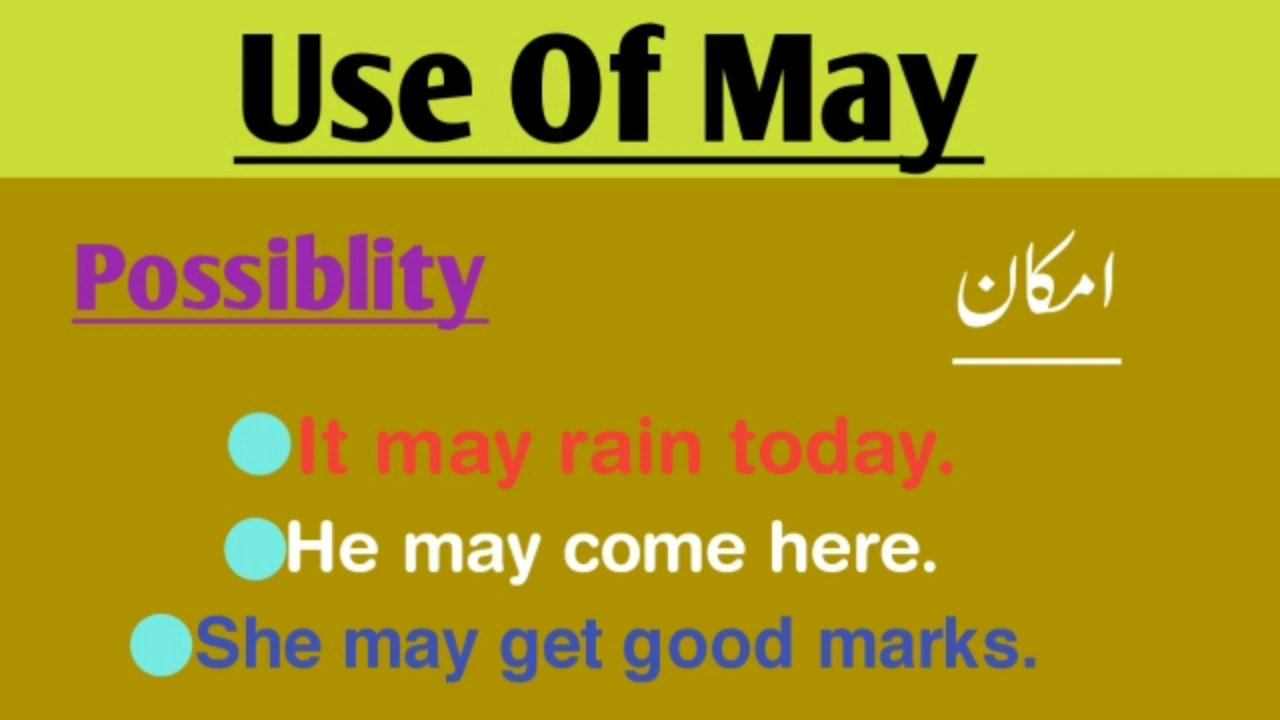 Use Of May
Possiblity
امکان
It may rain today.
He may come here.
She may get good marks.